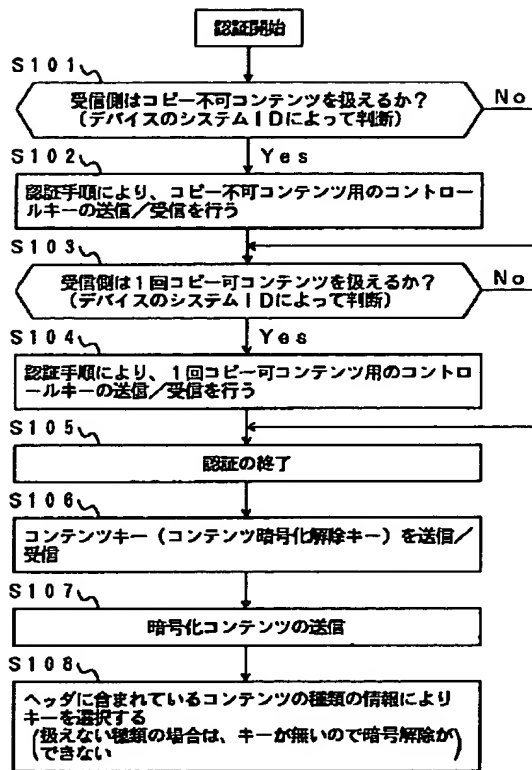 認証開始
S101
受信側はコピー不可コンテンツを扱えるか?
(デバイスのシステムIDによって判断)
No
Yes
S102
認証手順により、コピー不可コンテンツ用のコントロー
ルキーの送信/受信を行う
S103
受信側は1回コピー可コンテンツを扱えるか?
(デバイスのシステムIDによって判断)
No
Yes
S104
認証手順により、1回コピー可コンテンツ用のコントロ
ールキーの送信/受信を行う
S105
認証の終了
S106
コンテンツキー(コンテンツ暗号化解除キー)を送信/
受信
S107
暗号化コンテンツの送信
S108
ヘッダに含まれているコンテンツの種類の情報により
キーを選択する
(扱えない種類の場合は、キーが無いので暗号解除が
できない)